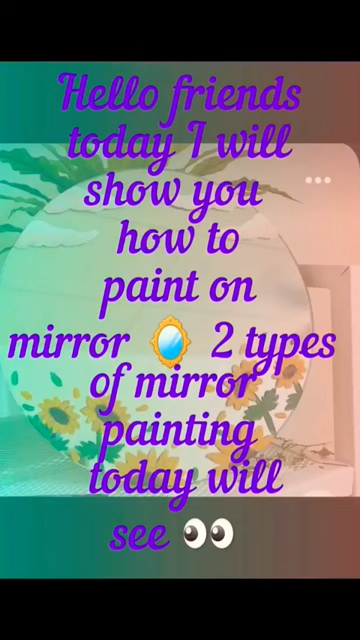 Hello friends
today I will
show you
how to
paint on
mirror 🪞 2 types
of mirror
painting
today will
see 👀